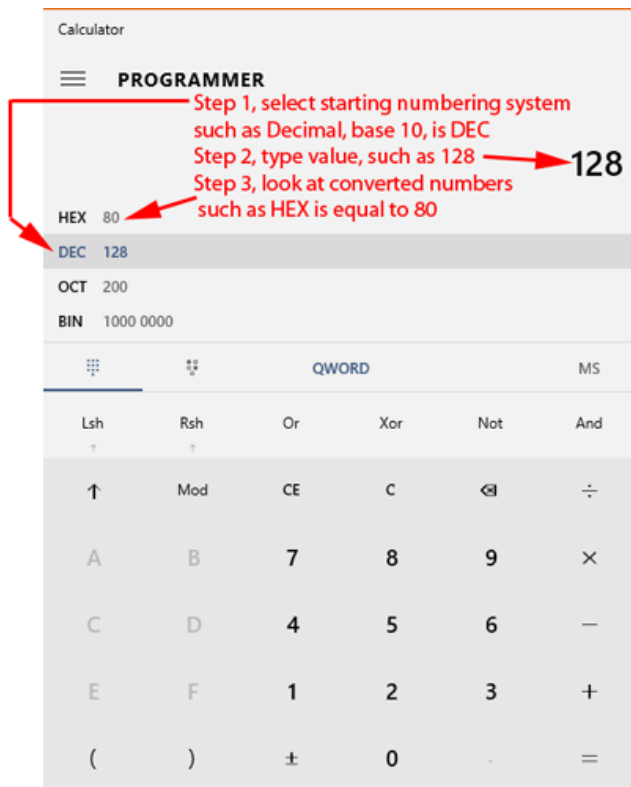 Calculator
PROGRAMMER
Step 1, select starting numbering system
such as Decimal, base 10, is DEC
Step 2, type value, such as 128
128
Step 3, look at converted numbers
such as HEX is equal to 80
HEX 80
DEC 128
OCT 200
BIN 1000 0000
QWORD MS
Lsh Rsh Or Xor Not And
↑ ↑
↑ Mod CE C ⌫ ÷
A B 7 8 9 ×
C D 4 5 6 −
E F 1 2 3 +
( ) ± 0 . =